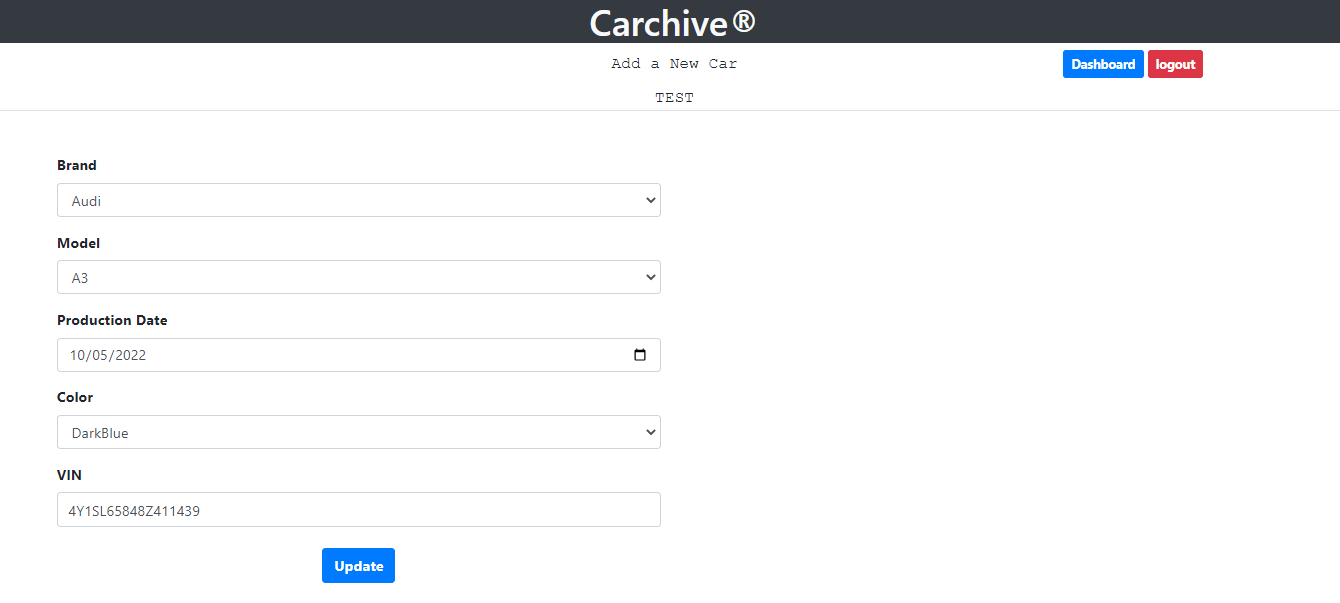 Carchive®
Add a New Car
Dashboard logout
TEST
Brand
Audi
Model
A3
Production Date
10/05/2022
Color
DarkBlue
VIN
4Y1SL65848Z411439
Update